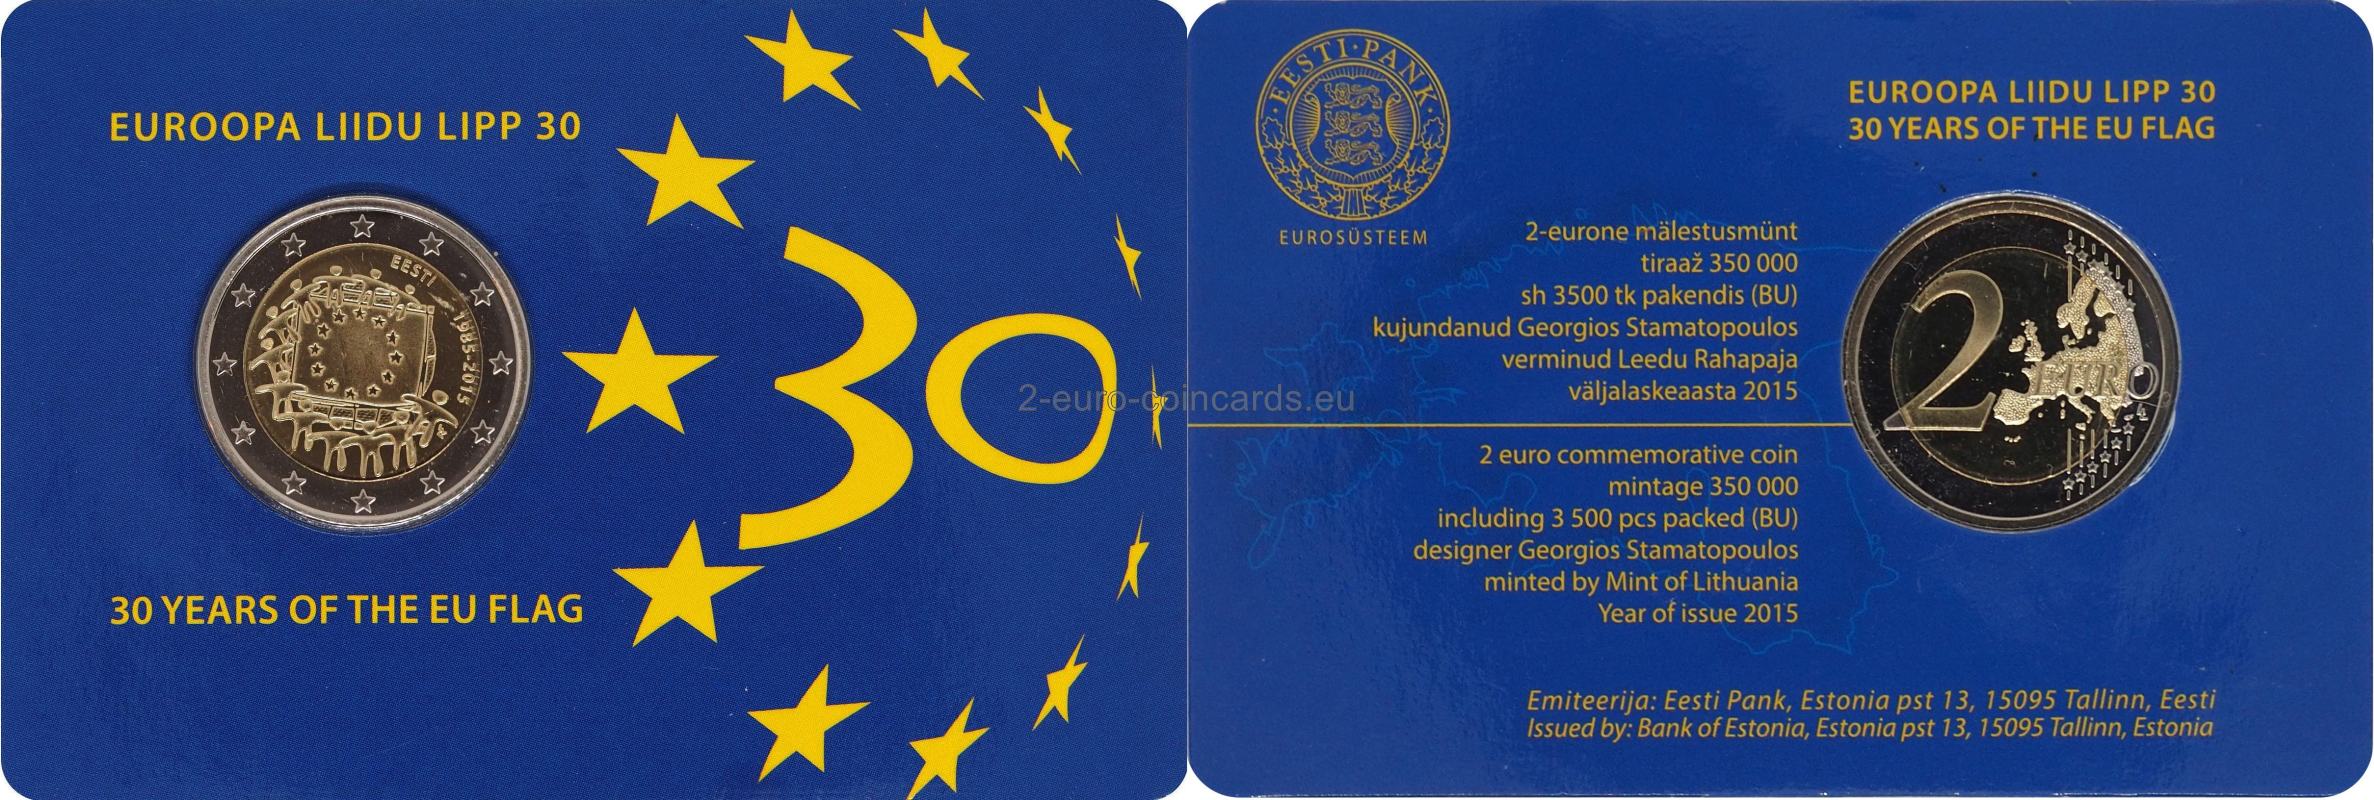 EUROOPA LIIDU LIPP 30
EESTI
1985-2015
30
30 YEARS OF THE EU FLAG
2-euro-coincards.eu
EESTI·PANK
EUROSÜSTEEM
EUROOPA LIIDU LIPP 30
30 YEARS OF THE EU FLAG
2-eurone mälestusmünt
tiraaž 350 000
sh 3500 tk pakendis (BU)
kujundanud Georgios Stamatopoulos
verminud Leedu Rahapaja
väljalaskeaasta 2015
2 EURO
2 euro commemorative coin
mintage 350 000
including 3 500 pcs packed (BU)
designer Georgios Stamatopoulos
minted by Mint of Lithuania
Year of issue 2015
Emiteerija: Eesti Pank, Estonia pst 13, 15095 Tallinn, Eesti
Issued by: Bank of Estonia, Estonia pst 13, 15095 Tallinn, Estonia